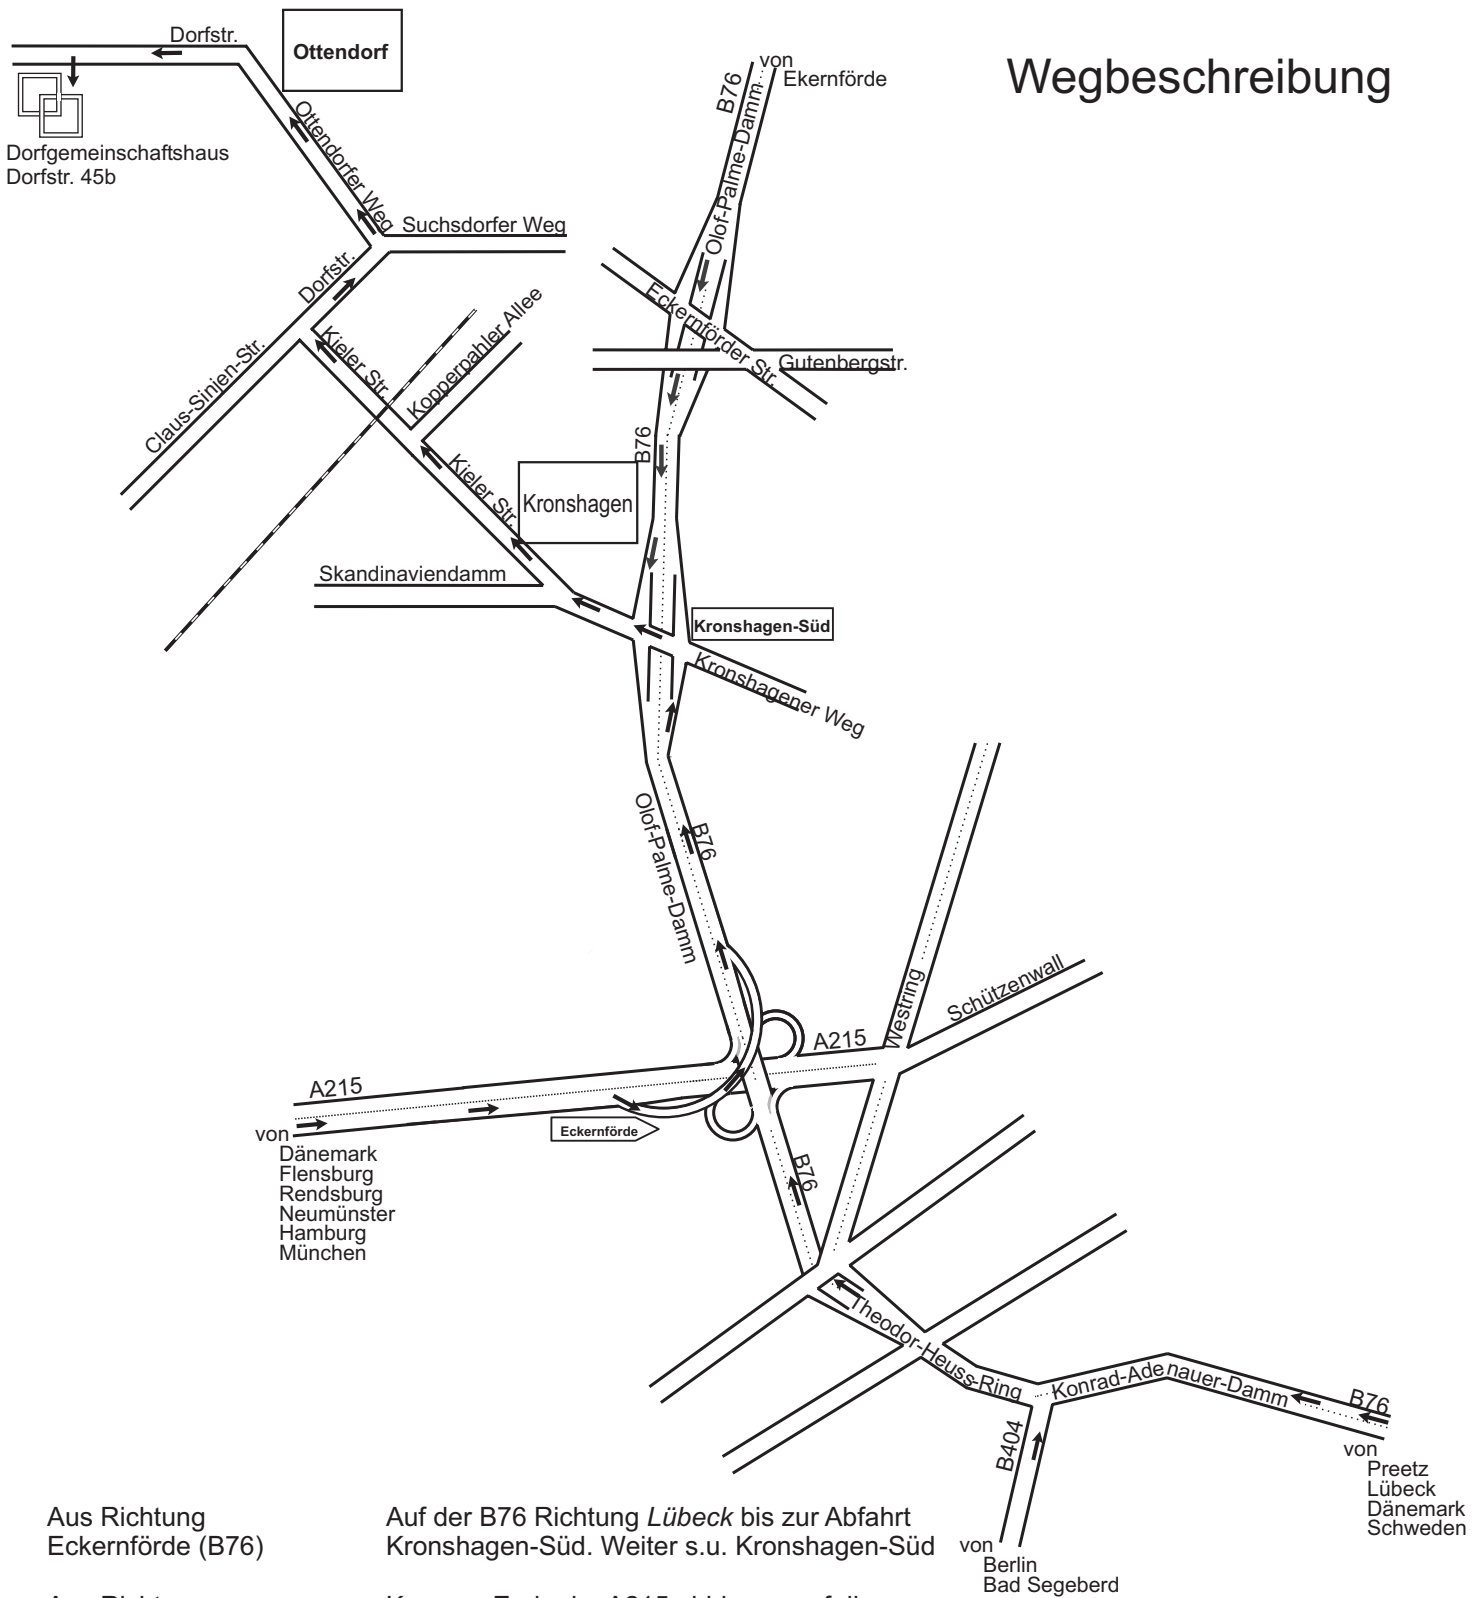 Wegbeschreibung
Dorfstr.
Ottendorf
von
Ekernförde
B76
Olof-Palme-Damm
Dorfgemeinschaftshaus
Dorfstr. 45b
Ottendorfer Weg
Suchsdorfer Weg
Dorfstr.
Eckernförder Str.
Gutenbergstr.
Claus-Sinien-Str.
Kieler Str.
Kopperpahler Allee
B76
Kieler Str.
Kronshagen
Skandinaviendamm
Kronshagen-Süd
Kronshagener Weg
Olof-Palme-Damm
B76
Westring
Schützenwall
A215
A215
Eckernförde
von
Dänemark
Flensburg
Rendsburg
Neumünster
Hamburg
München
B76
Theodor-Heuss-Ring
Konrad-Adenauer-Damm
B76
B404
von
Preetz
Lübeck
Dänemark
Schweden
von
Berlin
Bad Segeberd
Aus Richtung
Eckernförde (B76)
Auf der B76 Richtung Lübeck bis zur Abfahrt
Kronshagen-Süd. Weiter s.u. Kronshagen-Süd